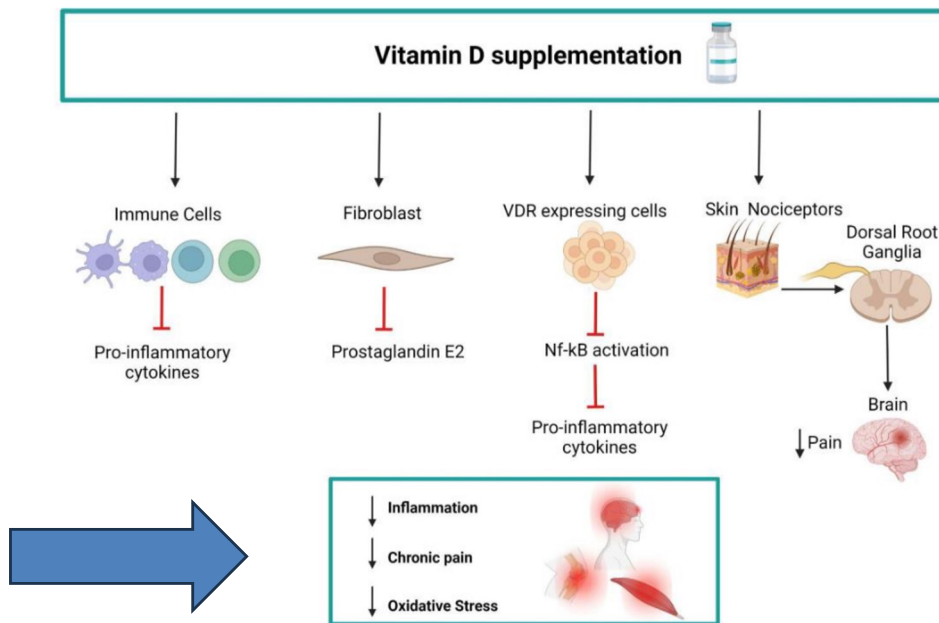 Vitamin D supplementation
Immune Cells
Fibroblast
VDR expressing cells
Skin Nociceptors
Dorsal Root
Ganglia
Pro-inflammatory
cytokines
Prostaglandin E2
Nf-kB activation
Pro-inflammatory
cytokines
Brain
Pain
Inflammation
Chronic pain
Oxidative Stress